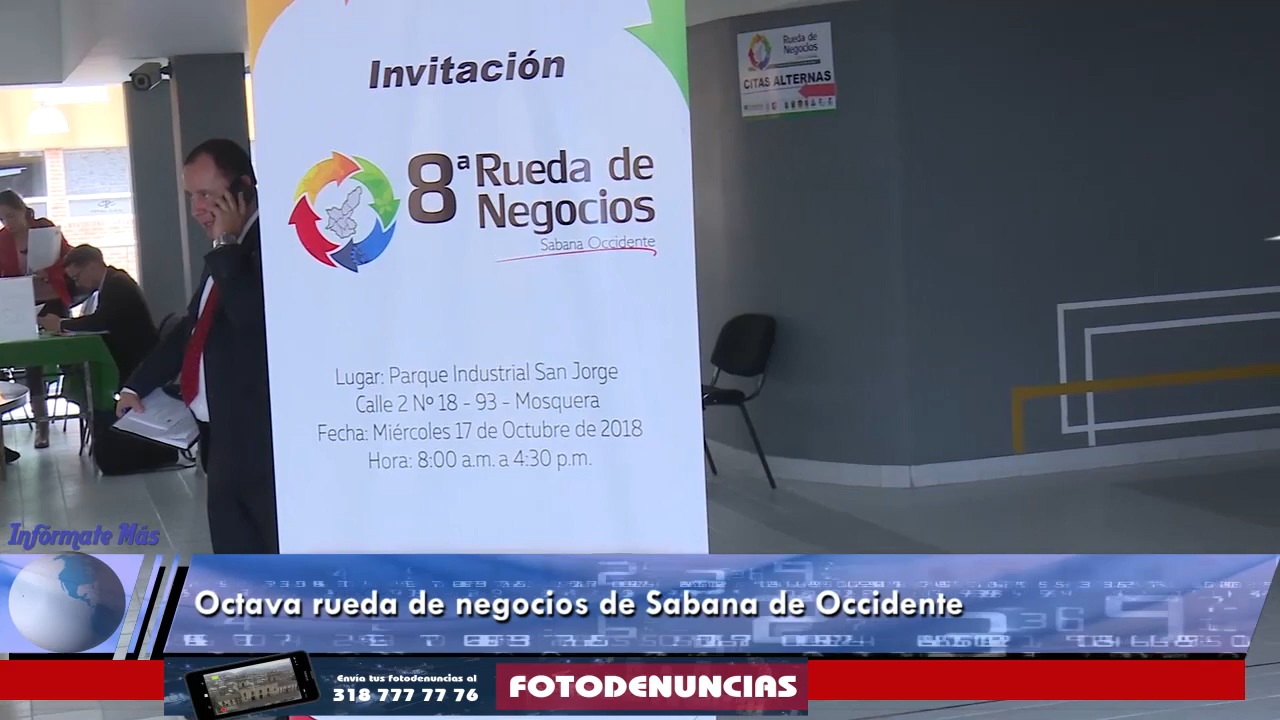 Invitación
8ª Rueda de
Negocios
Sabana Occidente
Lugar: Parque Industrial San Jorge
Calle 2 Nº 18 - 93 - Mosquera
Fecha: Miércoles 17 de Octubre de 2018
Hora: 8:00 a.m. a 4:30 p.m.
Rueda de
Negocios
CITAS ALTERNAS
Infórmate Más
Octava rueda de negocios de Sabana de Occidente
Envía tus fotodenuncias al
318 777 77 76
FOTODENUNCIAS